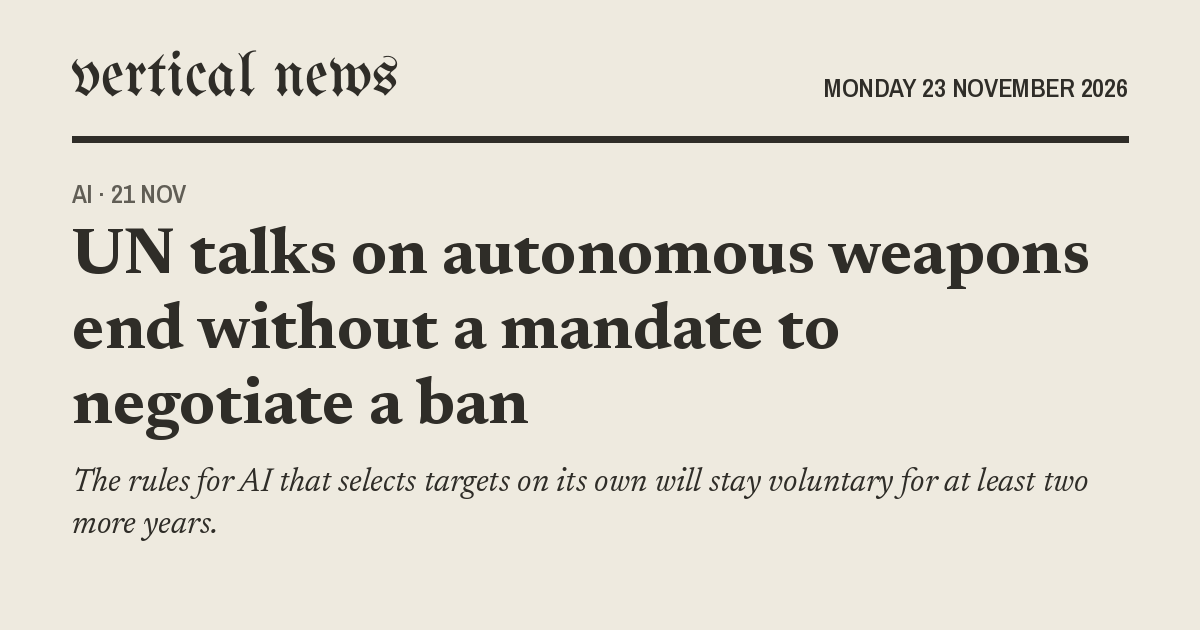 vertical news
MONDAY 23 NOVEMBER 2026
AI · 21 NOV
UN talks on autonomous weapons
end without a mandate to
negotiate a ban
The rules for AI that selects targets on its own will stay voluntary for at least two
more years.